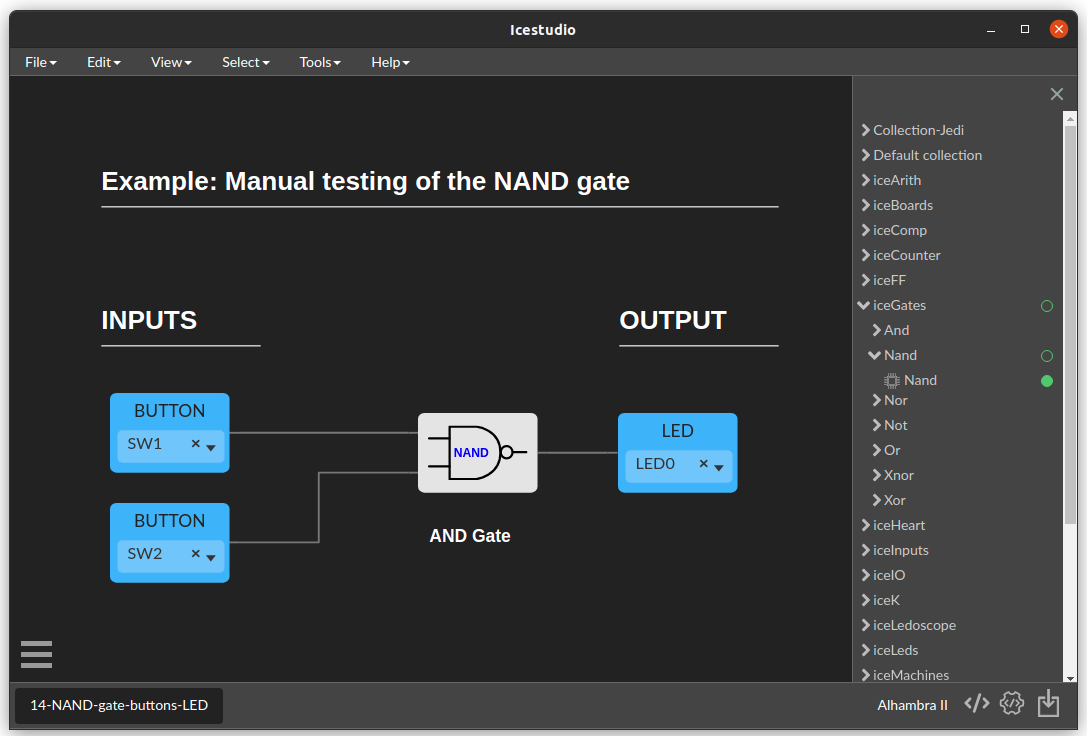 Icestudio
File Edit View Select Tools Help
Example: Manual testing of the NAND gate
INPUTS
OUTPUT
BUTTON
SW1 ×
BUTTON
SW2 ×
NAND
AND Gate
LED
LED0 ×
Collection-Jedi
Default collection
iceArith
iceBoards
iceComp
iceCounter
iceFF
iceGates
And
Nand
Nand
Nor
Not
Or
Xnor
Xor
iceHeart
iceInputs
iceIO
iceK
iceLedoscope
iceLeds
iceMachines
14-NAND-gate-buttons-LED
Alhambra II </>